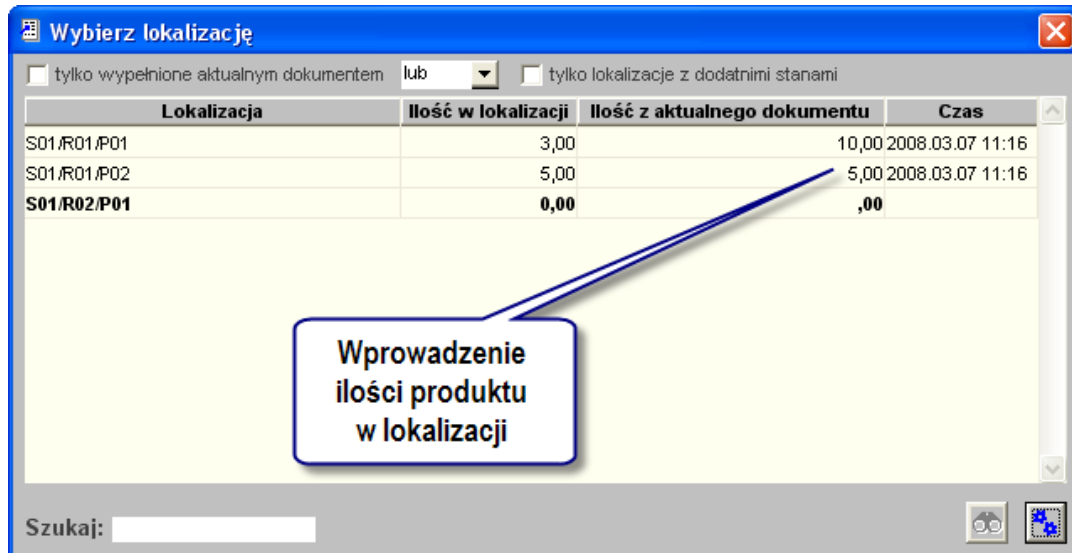 Wybierz lokalizację
tylko wypełnione aktualnym dokumentem lub tylko lokalizacje z dodatnimi stanami
Lokalizacja Ilość w lokalizacji Ilość z aktualnego dokumentu Czas
S01/R01/P01 3,00 10,00 2008.03.07 11:16
S01/R01/P02 5,00 5,00 2008.03.07 11:16
S01/R02/P01 0,00 ,00
Wprowadzenie
ilości produktu
w lokalizacji
Szukaj: